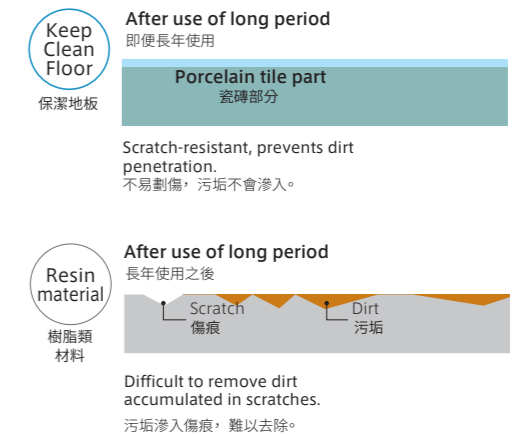 Keep
Clean
Floor
保潔地板
After use of long period
即便長年使用
Porcelain tile part
瓷磚部分
Scratch-resistant, prevents dirt
penetration.
不易劃傷，污垢不會滲入。
Resin
material
樹脂類
材料
After use of long period
長年使用之後
Scratch
傷痕
Dirt
污垢
Difficult to remove dirt
accumulated in scratches.
污垢滲入傷痕，難以去除。